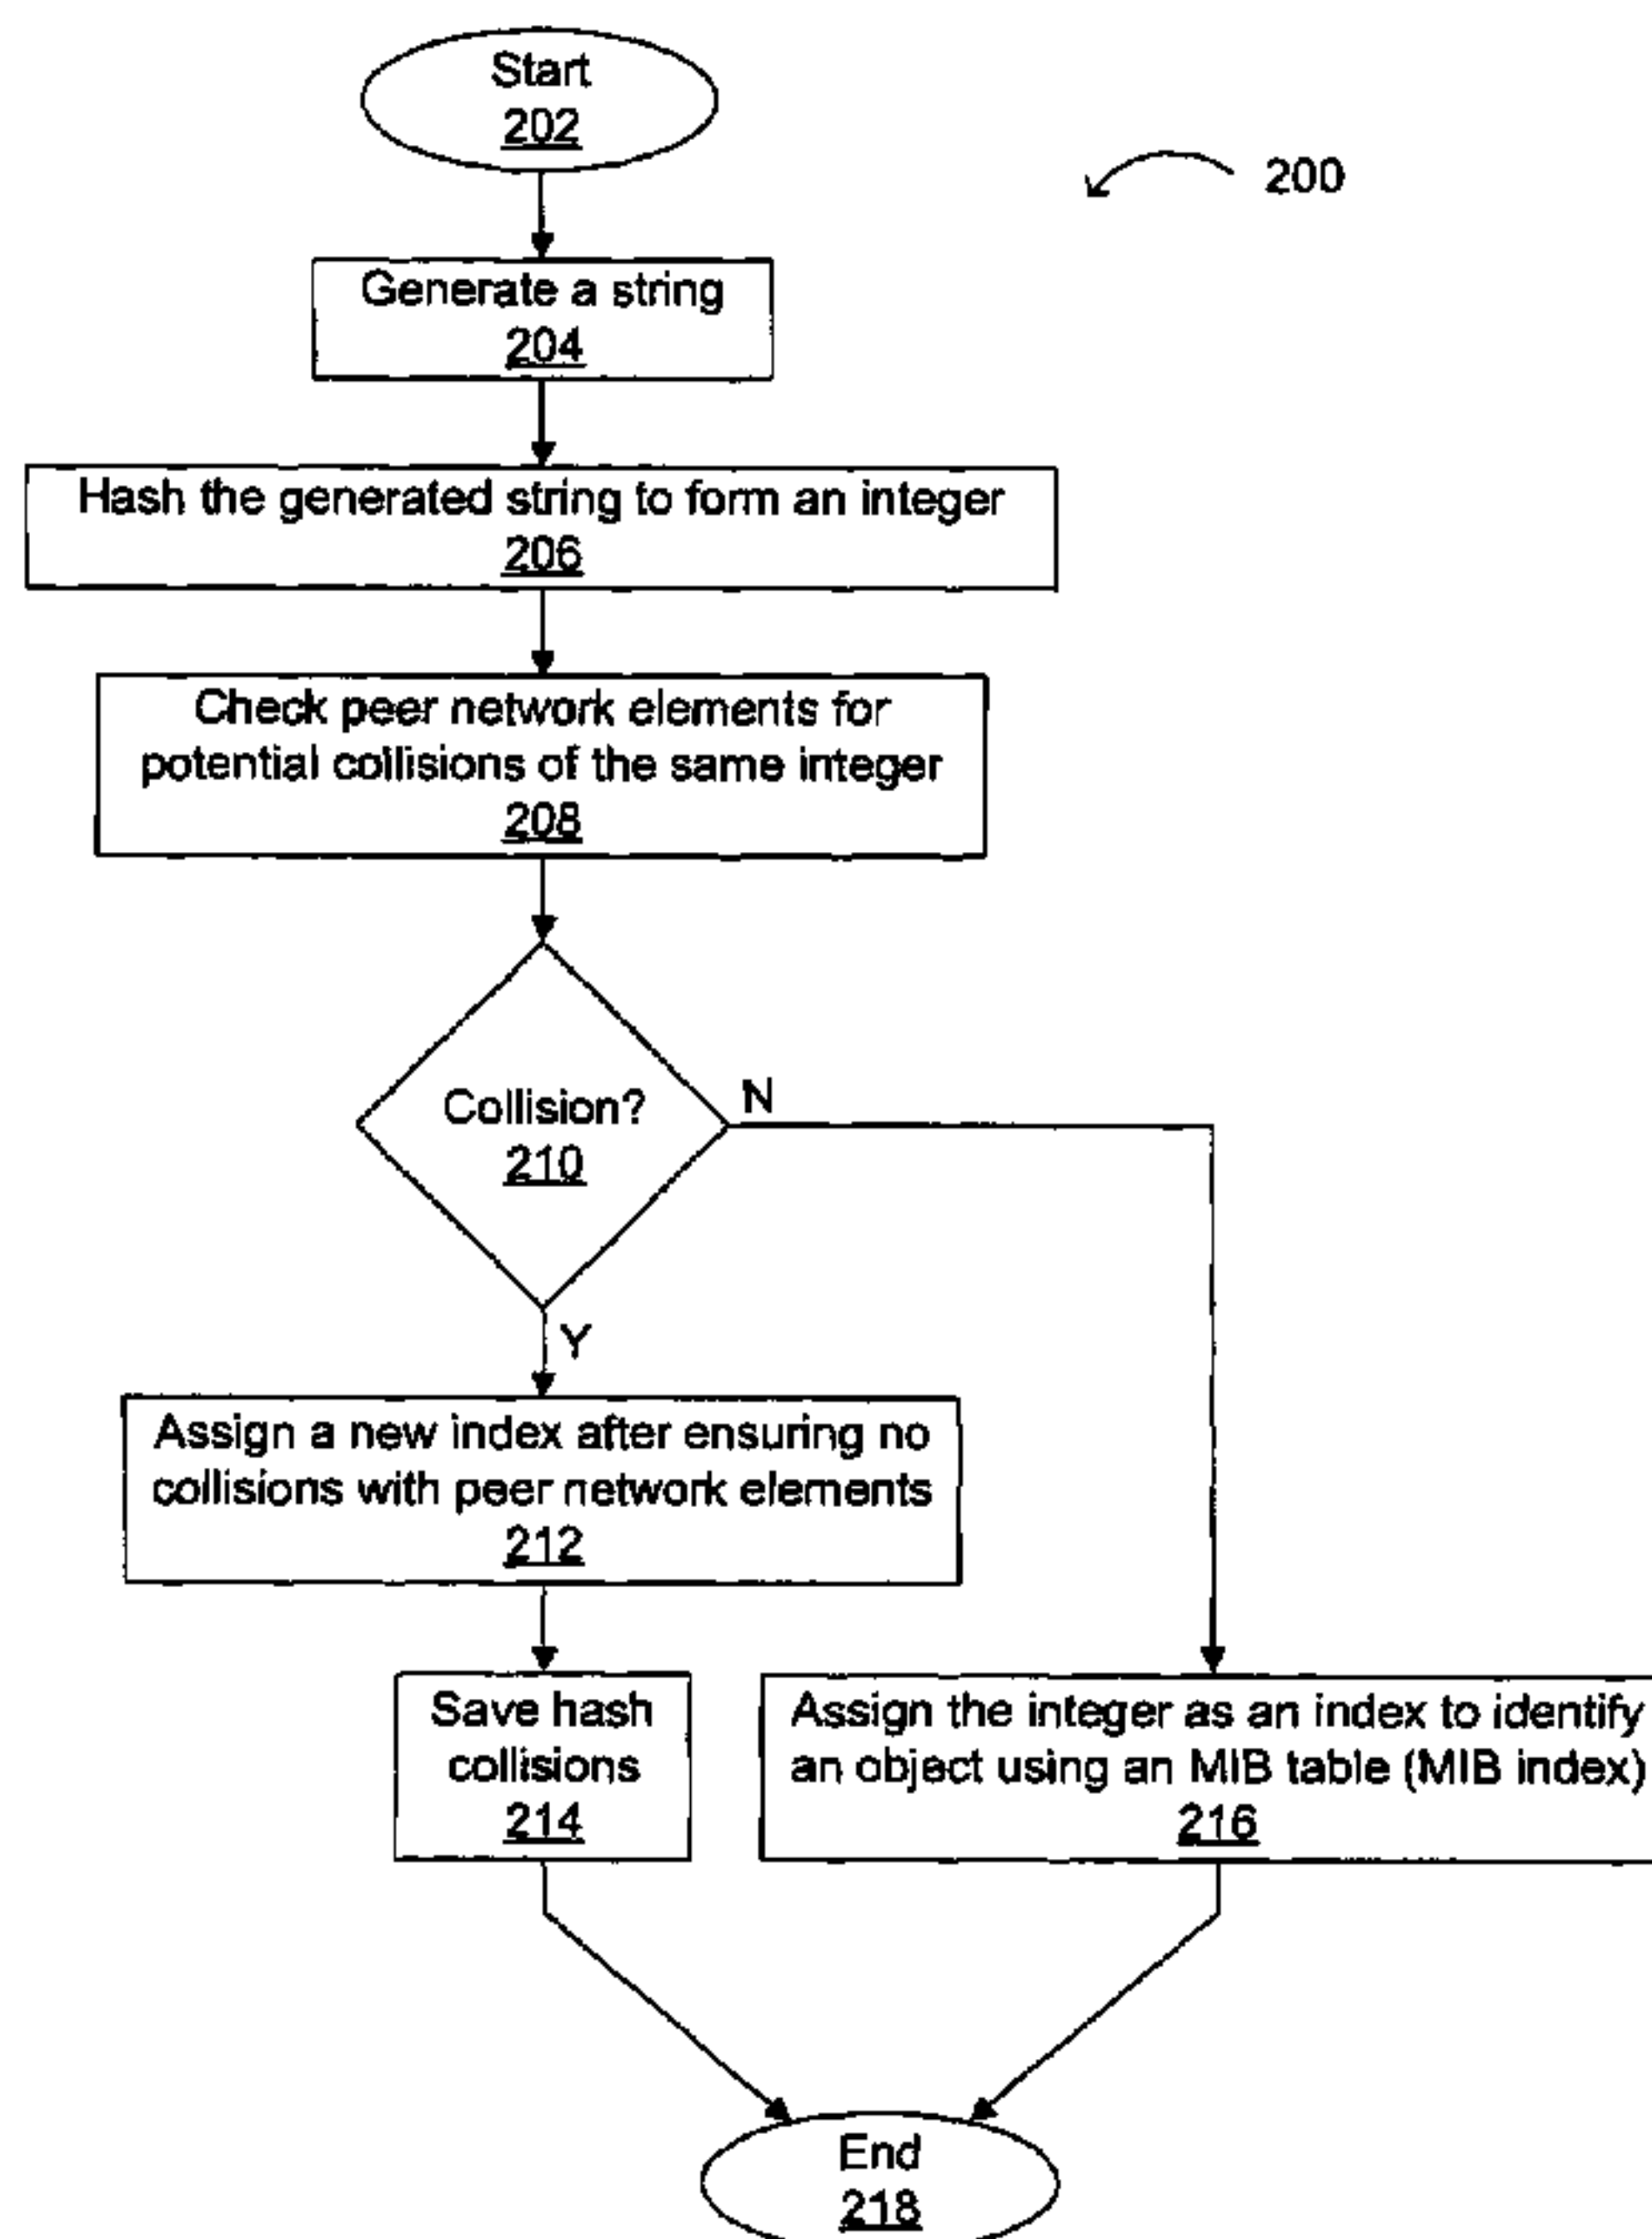 Start
202
200
Generate a string
204
Hash the generated string to form an integer
206
Check peer network elements for
potential collisions of the same integer
208
Collision?
210
N
Y
Assign a new index after ensuring no
collisions with peer network elements
212
Save hash
collisions
214
Assign the integer as an index to identify
an object using an MIB table (MIB index)
216
End
218